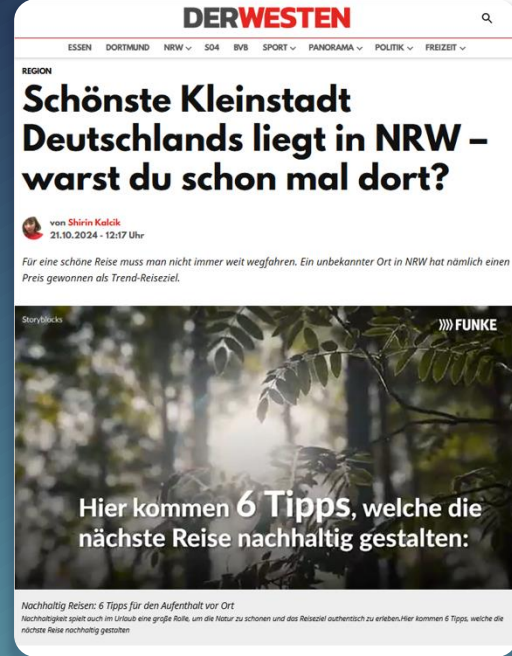 DERWESTEN
ESSEN DORTMUND NRW S04 BVB SPORT PANORAMA POLITIK FREIZEIT
REGION
Schönste Kleinstadt
Deutschlands liegt in NRW –
warst du schon mal dort?
von Shirin Kalcik
21.10.2024 - 12:17 Uhr
Für eine schöne Reise muss man nicht immer weit wegfahren. Ein unbekannter Ort in NRW hat nämlich einen
Preis gewonnen als Trend-Reiseziel.
Storyblocks
FUNKE
Hier kommen 6 Tipps, welche die
nächste Reise nachhaltig gestalten:
Nachhaltig Reisen: 6 Tipps für den Aufenthalt vor Ort
Nachhaltigkeit spielt auch im Urlaub eine große Rolle, um die Natur zu schonen und das Reiseziel authentisch zu erleben.Hier kommen 6 Tipps, welche die
nächste Reise nachhaltig gestalten